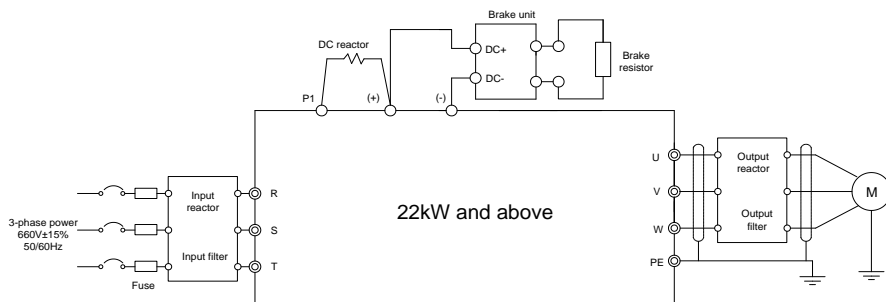 Brake unit
DC reactor
DC+
DC-
Brake
resistor
P1
(+)
(-)
Input
reactor
Input filter
R
S
T
3-phase power
660V±15%
50/60Hz
Fuse
22kW and above
U
V
W
PE
Output
reactor
Output
filter
M